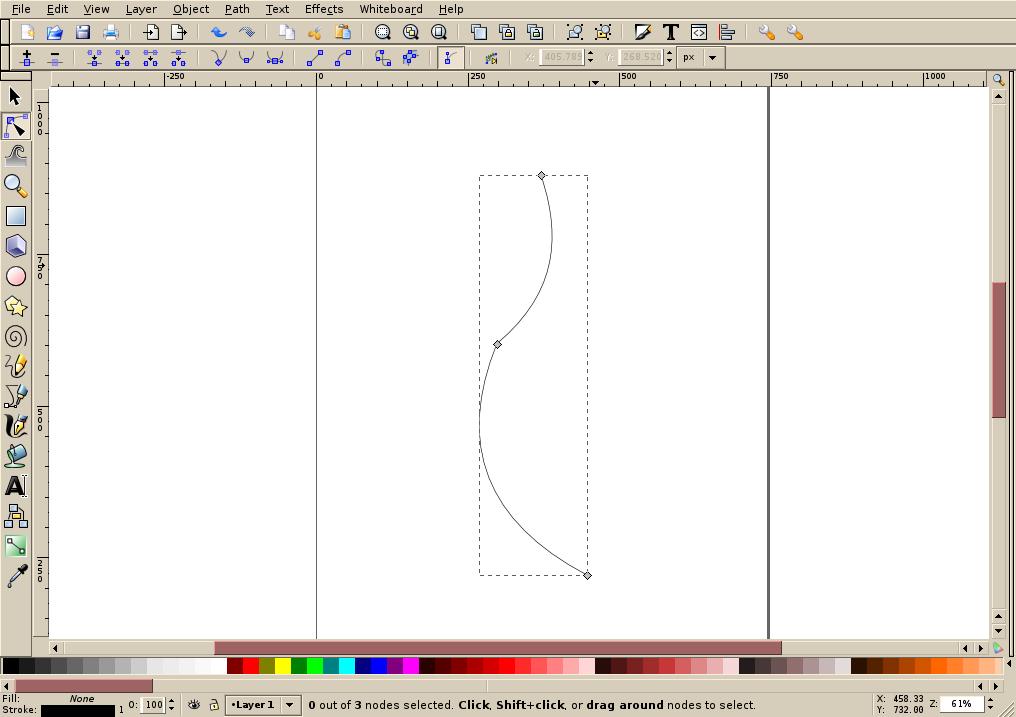 File Edit View Layer Object Path Text Effects Whiteboard Help
X: 405.789 Y: 268.526 px
-250 0 250 500 750 1000
1000
750
500
250
Fill: None O: 100 •Layer 1 0 out of 3 nodes selected. Click, Shift+click, or drag around nodes to select. X: 458.33 Z: 61%
Stroke: 1 Y: 732.00